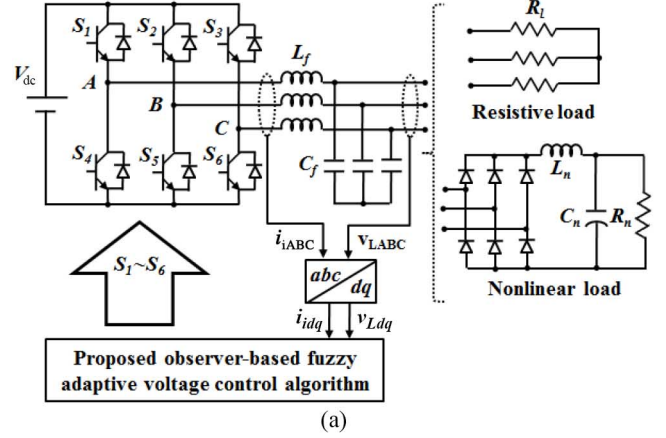 S1 S2 S3
Vdc
A
B
C
S4 S5 S6
Lf
Cf
Rl
Resistive load
Ln
Cn Rn
Nonlinear load
iiABC
vLABC
abc
dq
iidq
vLdq
S1~S6
Proposed observer-based fuzzy
adaptive voltage control algorithm
(a)